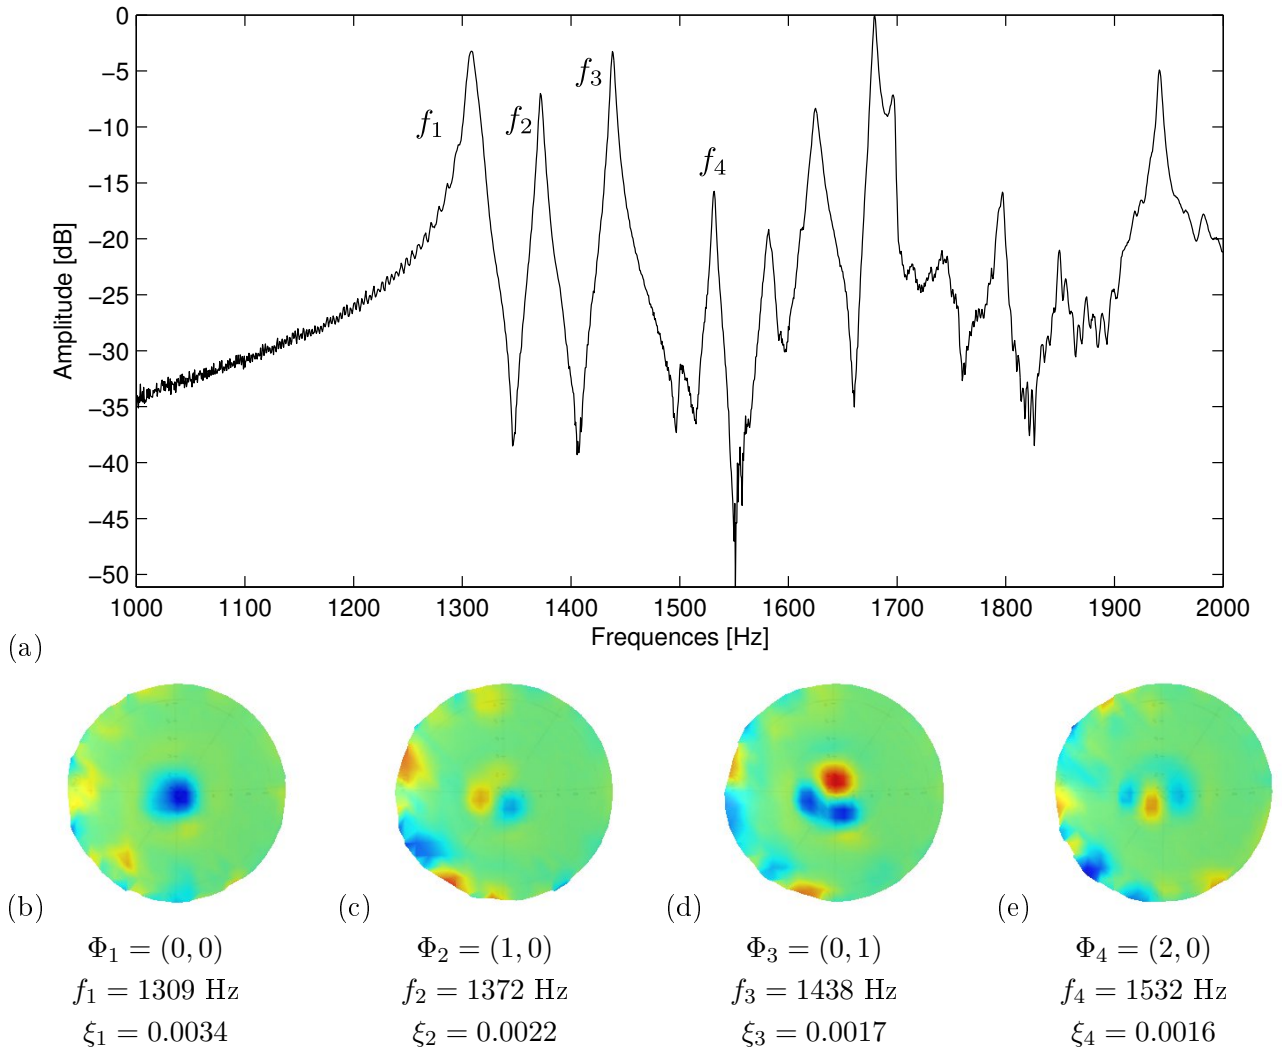 0
−5
−10
−15
−20
−25
−30
−35
−40
−45
−50
Amplitude [dB]
f₁
f₂
f₃
f₄
1000 1100 1200 1300 1400 1500 1600 1700 1800 1900 2000
Frequences [Hz]
(a)
(b) (c) (d) (e)
Φ₁ = (0, 0) Φ₂ = (1, 0) Φ₃ = (0, 1) Φ₄ = (2, 0)
f₁ = 1309 Hz f₂ = 1372 Hz f₃ = 1438 Hz f₄ = 1532 Hz
ξ₁ = 0.0034 ξ₂ = 0.0022 ξ₃ = 0.0017 ξ₄ = 0.0016